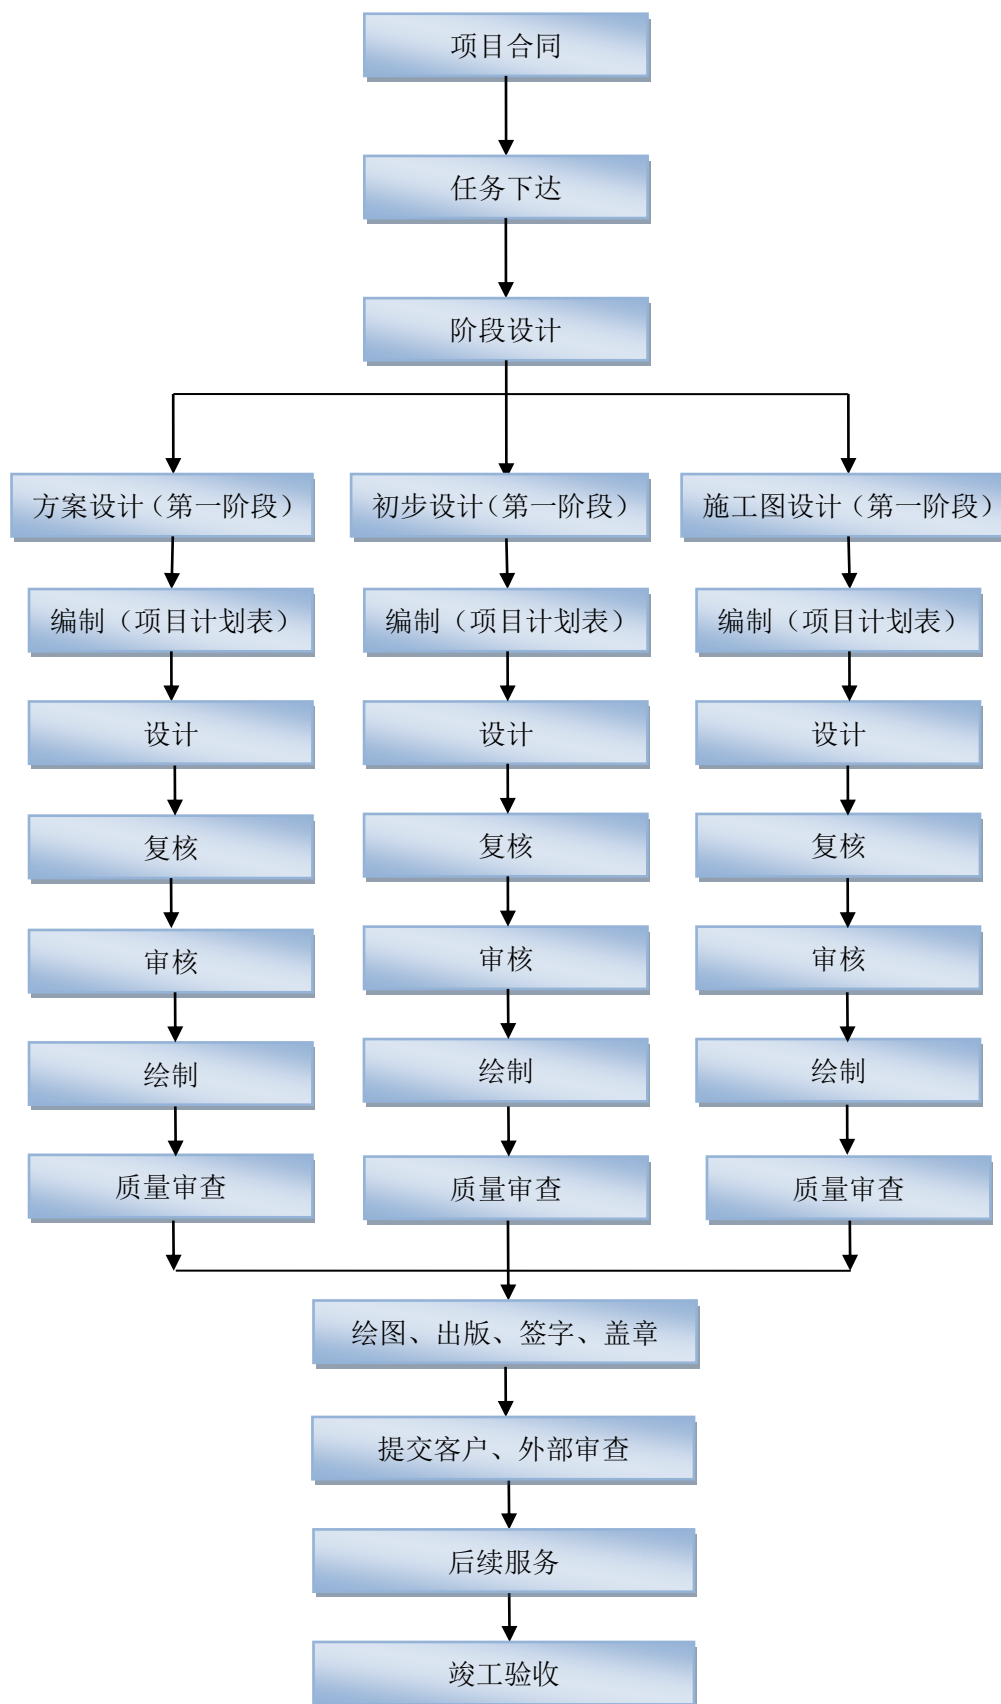 项目合同
任务下达
阶段设计
方案设计（第一阶段）
初步设计（第一阶段）
施工图设计（第一阶段）
编制（项目计划表）
编制（项目计划表）
编制（项目计划表）
设计
设计
设计
复核
复核
复核
审核
审核
审核
绘制
绘制
绘制
质量审查
质量审查
质量审查
绘图、出版、签字、盖章
提交客户、外部审查
后续服务
竣工验收